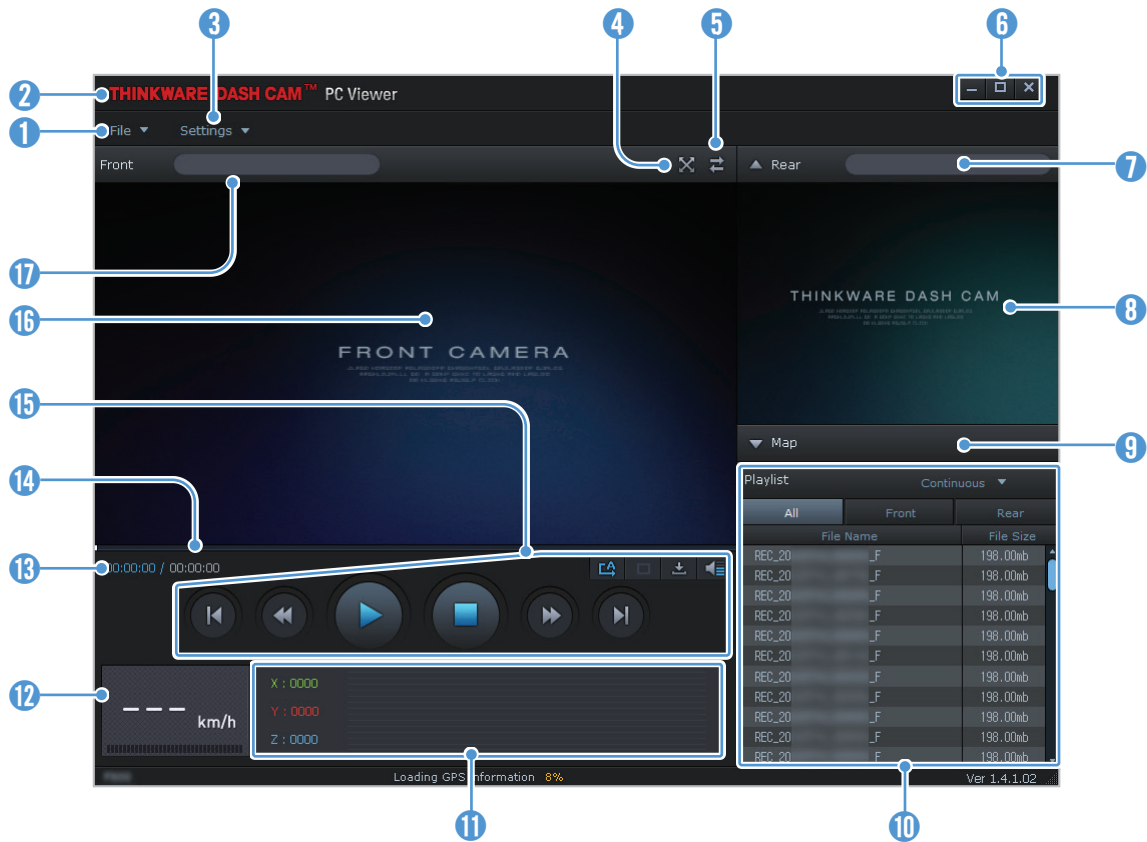 3
4
5
6
2
THINKWARE DASH CAM™ PC Viewer
1
File
Settings
Front
Rear
7
17
16
FRONT CAMERA
THINKWARE DASH CAM
8
15
Map
9
14
Playlist
Continuous
All
Front
Rear
File Name
File Size
13
00:00:00 / 00:00:00
REC_20 _F 198.00mb
REC_20 _F 198.00mb
REC_20 _F 198.00mb
REC_20 _F 198.00mb
REC_20 _F 198.00mb
REC_20 _F 198.00mb
REC_20 _F 198.00mb
REC_20 _F 198.00mb
REC_20 _F 198.00mb
REC_20 _F 198.00mb
REC_20 _F 198.00mb
12
km/h
X : 0000
Y : 0000
Z : 0000
Loading GPS information 8%
Ver 1.4.1.02
11
10